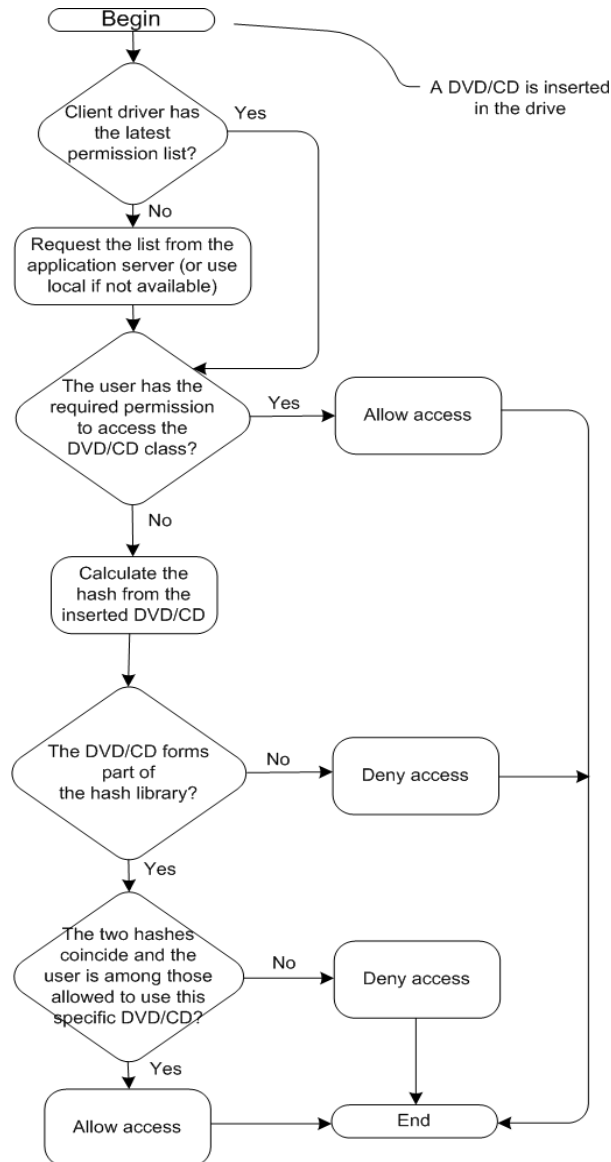 Begin
A DVD/CD is inserted
in the drive
Client driver has
the latest
permission list?
Yes
No
Request the list from the
application server (or use
local if not available)
The user has the
required permission
to access the
DVD/CD class?
Yes
Allow access
No
Calculate the
hash from the
inserted DVD/CD
The DVD/CD forms
part of
the hash library?
No
Deny access
Yes
The two hashes
coincide and the
user is among those
allowed to use this
specific DVD/CD?
No
Deny access
Yes
Allow access
End